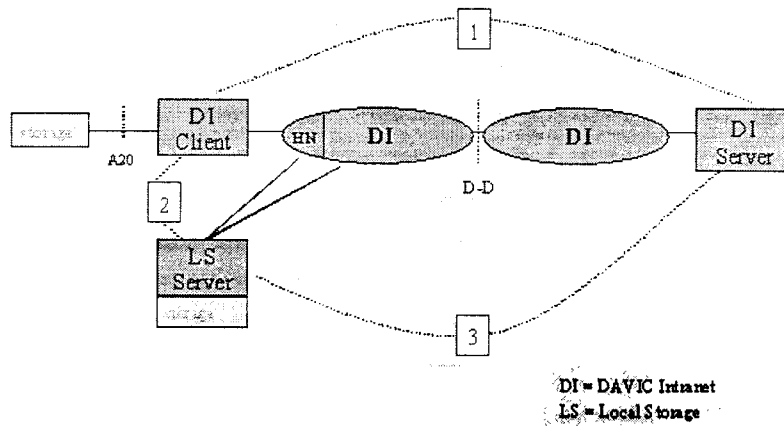 1
storage
DI
Client
HN
DI
DI
DI
Server
A20
D-D
2
LS
Server
storage
3
DI = DAVIC Intranet
LS = Local Storage